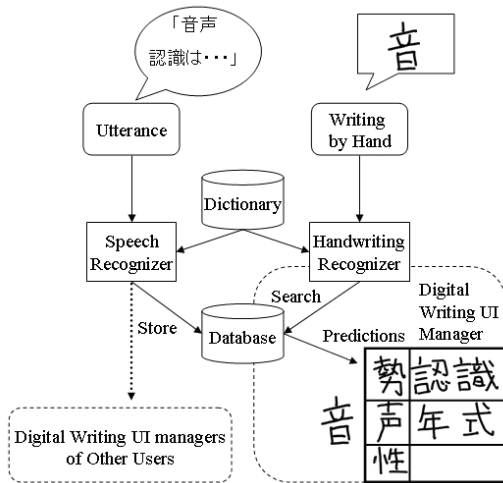 「音声
認識は・・・」
音
Utterance
Writing
by Hand
Dictionary
Speech
Recognizer
Handwriting
Recognizer
Search
Store
Database
Digital
Writing UI
Manager
Predictions
音
勢 認識
声 年式
性
Digital Writing UI managers
of Other Users